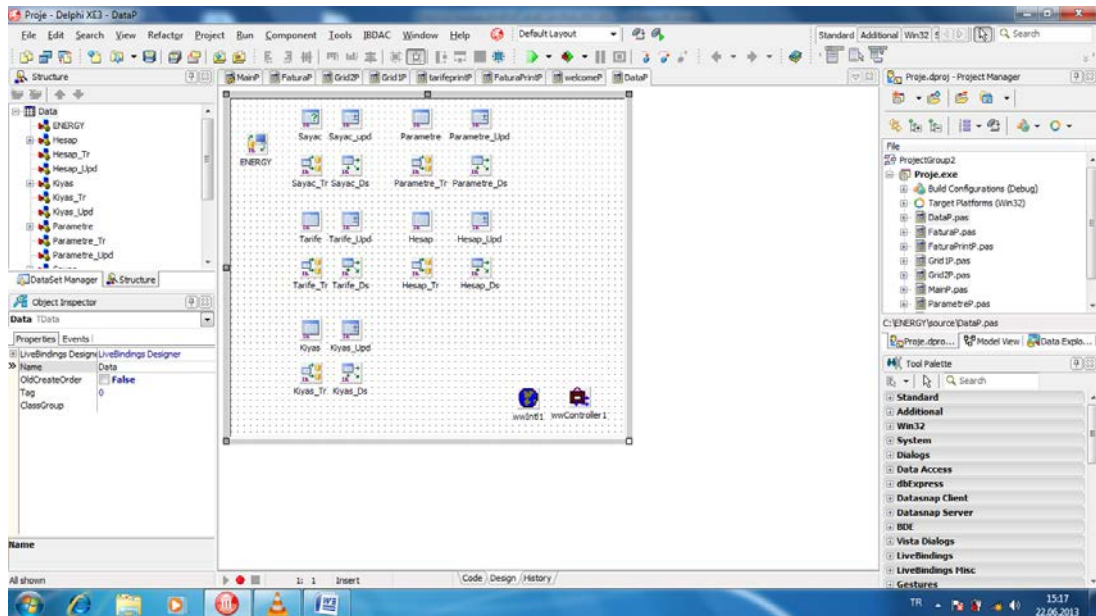 Proje - Delphi XE3 - DataP
File Edit Search View Refactor Project Run Component Tools IBDAC Window Help
Default Layout
Standard Additional Win32
Search
Structure
MainP FaturaP Grid2P Grid1P tarifeprintP FaturaPrintP welcomeP DataP
Proje.dproj - Project Manager
Data
ENERGY
Hesap
Hesap_Tr
Hesap_Upd
Kiyas
Kiyas_Tr
Kiyas_Upd
Parametre
Parametre_Tr
Parametre_Upd
DataSet Manager Structure
Object Inspector
Data TData
Properties Events
LiveBindings Designer
Name Data
OldCreateOrder False
Tag 0
ClassGroup
Name
All shown
ENERGY
Sayac Sayac_upd Parametre Parametre_Upd
Sayac_Tr Sayac_Ds Parametre_Tr Parametre_Ds
Tarife Tarife_Upd Hesap Hesap_Upd
Tarife_Tr Tarife_Ds Hesap_Tr Hesap_Ds
Kiyas Kiyas_Upd
Kiyas_Tr Kiyas_Ds
wwIntl1 wwController1
1: 1 Insert
Code Design History
File
ProjectGroup2
Proje.exe
Build Configurations (Debug)
Target Platforms (Win32)
DataP.pas
FaturaP.pas
FaturaPrintP.pas
Grid1P.pas
Grid2P.pas
MainP.pas
ParametreP.pas
C:\ENERGY\source\DataP.pas
Proje.dpro... Model View Data Explo...
Tool Palette
Search
Standard
Additional
Win32
System
Dialogs
Data Access
dbExpress
Datasnap Client
Datasnap Server
BDE
Vista Dialogs
LiveBindings
LiveBindings Misc
Gestures
TR
15:17
22.06.2013